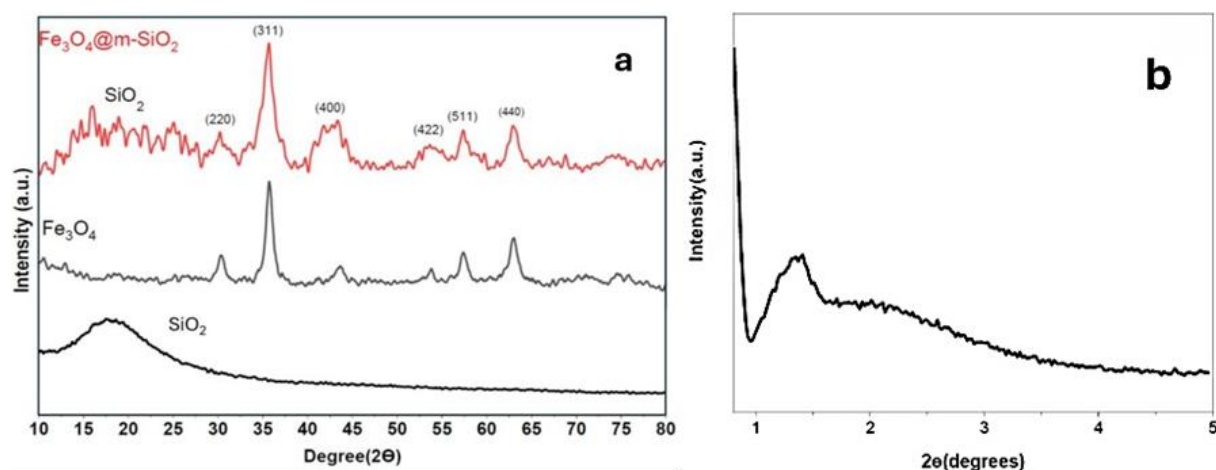 Fe₃O₄@m-SiO₂
(311)
a
SiO₂
(220)
(400)
(422)
(511)
(440)
Fe₃O₄
SiO₂
Intensity (a.u.)
10 15 20 25 30 35 40 45 50 55 60 65 70 75 80
Degree(2Θ)
b
Intensity(a.u.)
1 2 3 4 5
2ɵ{degrees}